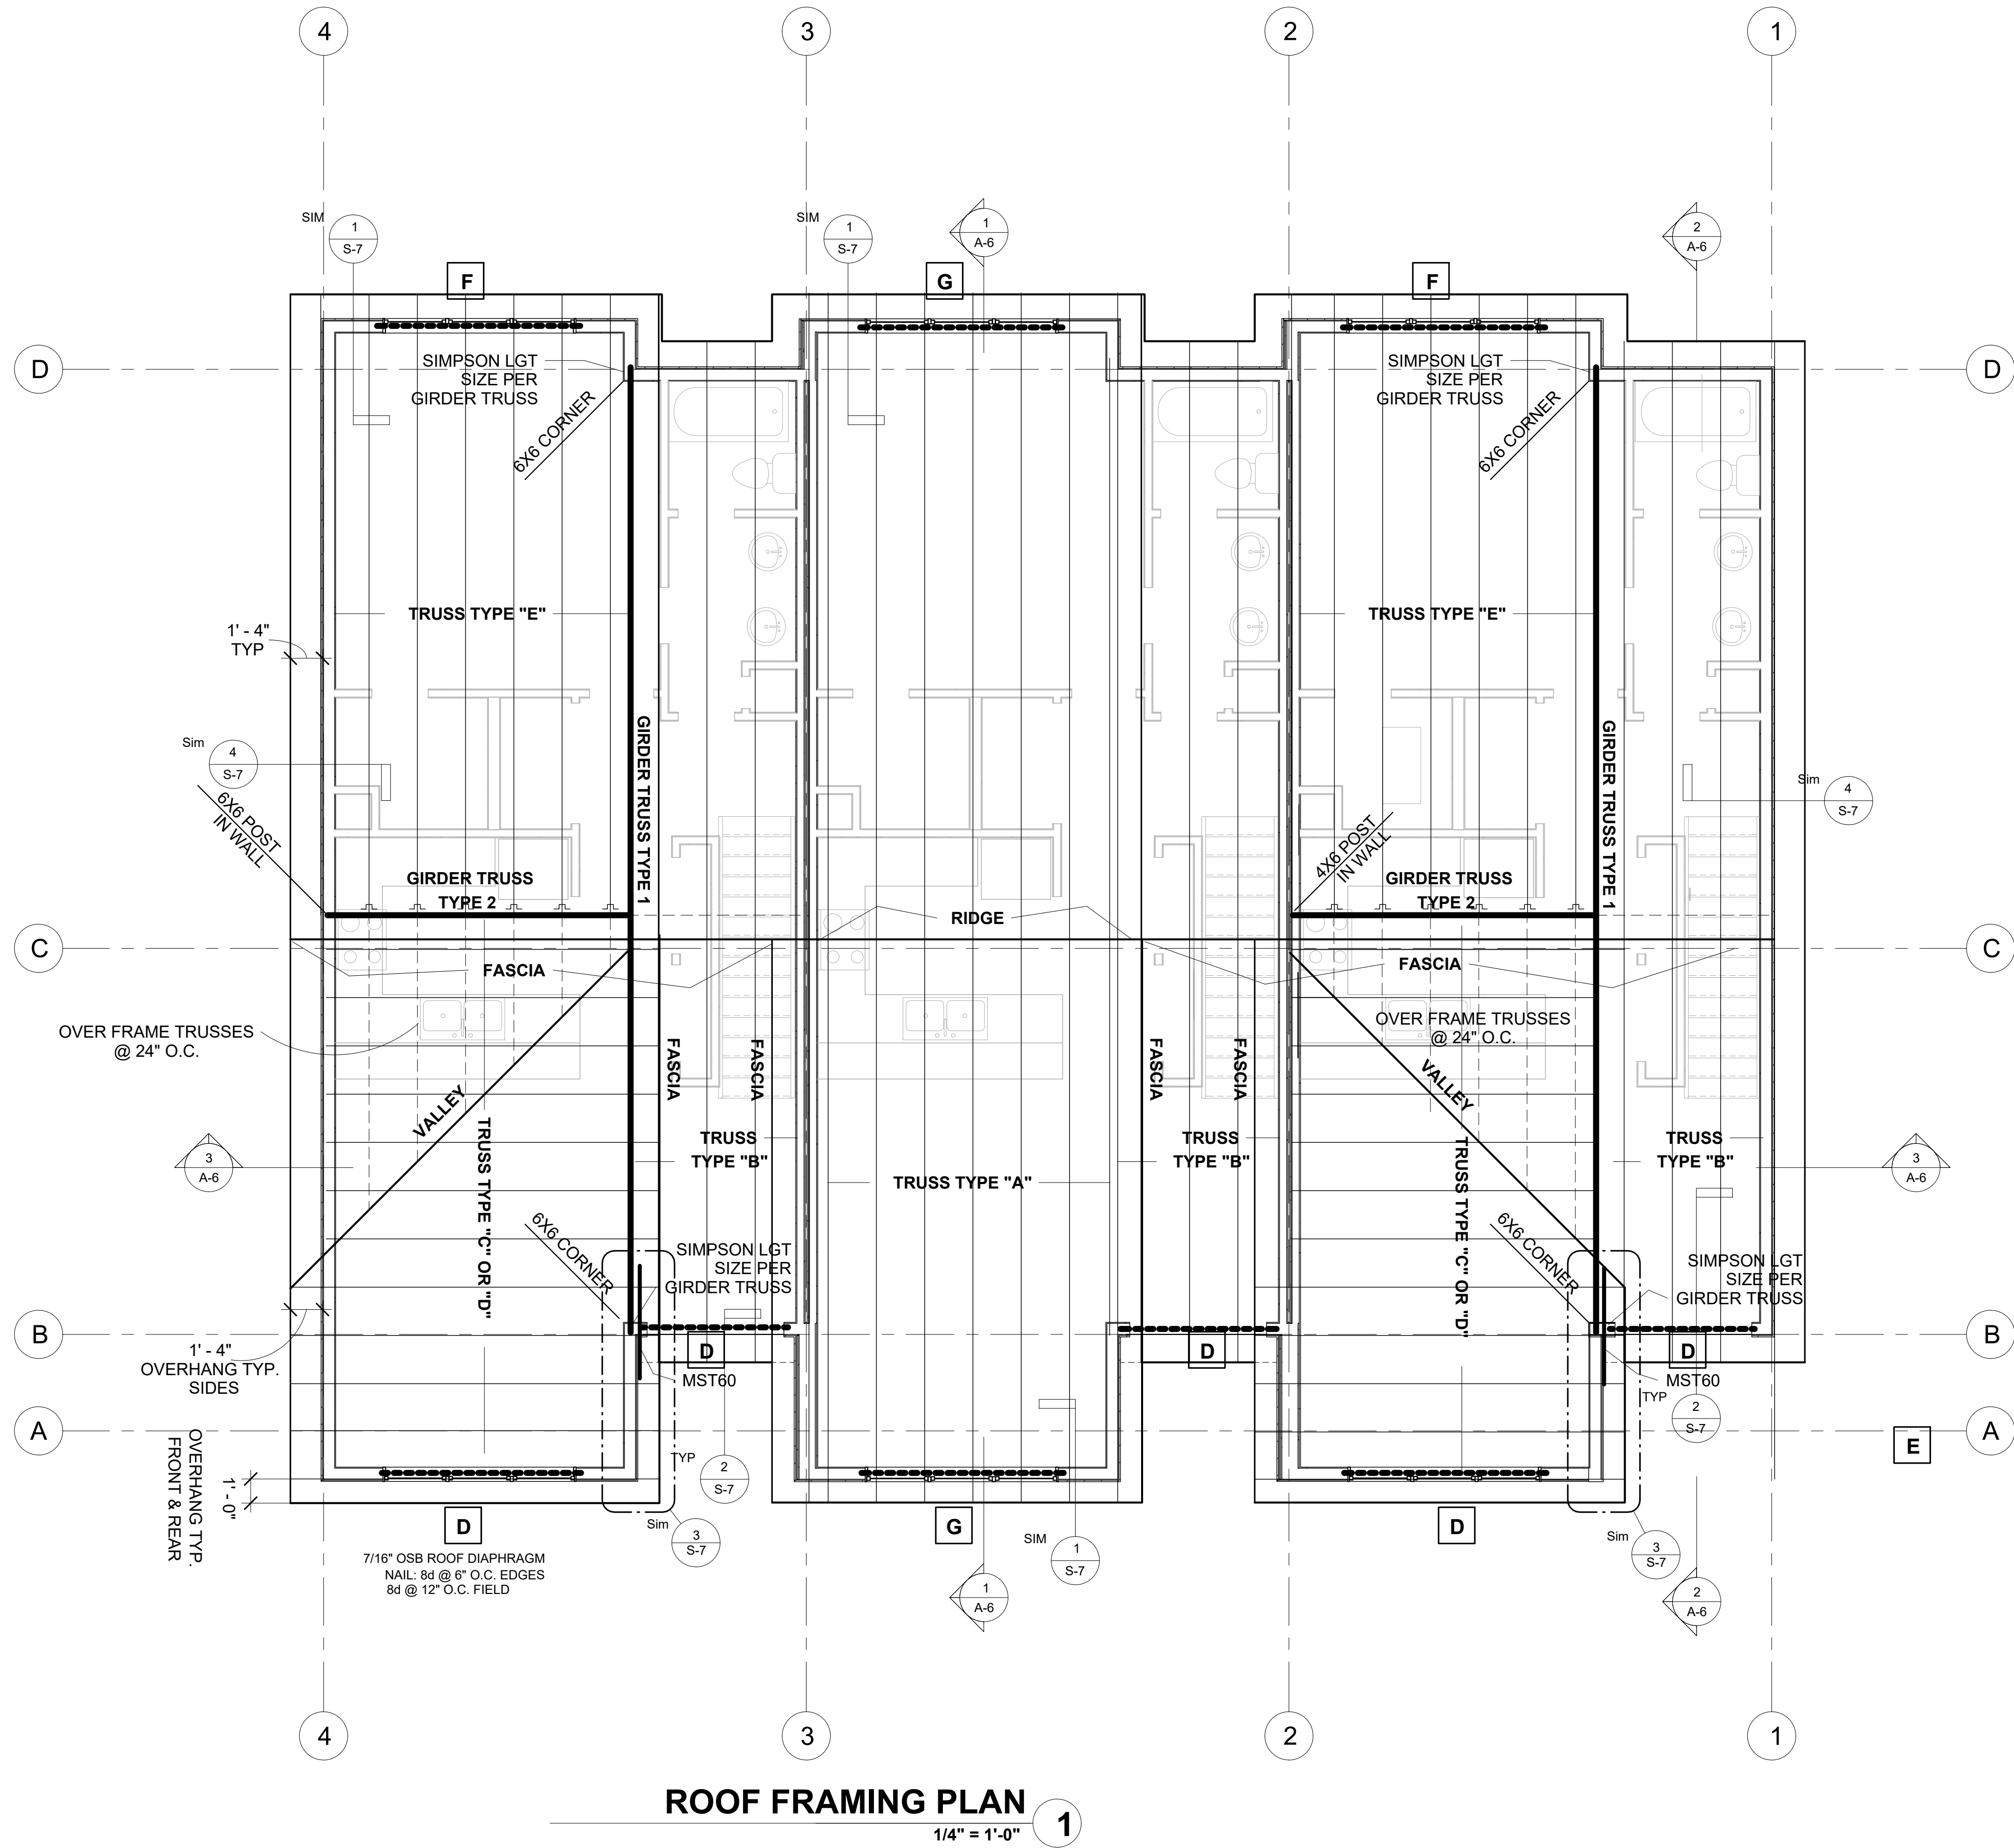 4
3
2
1
SIM
1
S-7
SIM
1
S-7
1
A-6
2
A-6
F
G
F
D
D
SIMPSON LGT
SIZE PER
GIRDER TRUSS
6X6 CORNER
SIMPSON LGT
SIZE PER
GIRDER TRUSS
6X6 CORNER
TRUSS TYPE "E"
TRUSS TYPE "E"
1' - 4"
TYP
GIRDER TRUSS TYPE 1
GIRDER TRUSS TYPE 1
Sim
4
S-7
Sim
4
S-7
6X6 POST
IN WALL
4X6 POST
IN WALL
GIRDER TRUSS
TYPE 2
GIRDER TRUSS
TYPE 2
RIDGE
C
C
FASCIA
FASCIA
OVER FRAME TRUSSES
@ 24" O.C.
OVER FRAME TRUSSES
@ 24" O.C.
FASCIA
FASCIA
FASCIA
FASCIA
VALLEY
VALLEY
TRUSS
TYPE "B"
TRUSS
TYPE "B"
TRUSS
TYPE "B"
3
A-6
3
A-6
TRUSS TYPE "C" OR "D"
TRUSS TYPE "A"
TRUSS TYPE "C" OR "D"
6X6 CORNER
SIMPSON LGT
SIZE PER
GIRDER TRUSS
6X6 CORNER
SIMPSON LGT
SIZE PER
GIRDER TRUSS
B
B
1' - 4"
OVERHANG TYP.
SIDES
D
D
D
MST60
MST60
A
A
TYP
2
S-7
TYP
2
S-7
E
OVERHANG TYP.
FRONT & REAR
1' - 0"
D
G
D
Sim
3
S-7
SIM
1
S-7
Sim
3
S-7
7/16" OSB ROOF DIAPHRAGM
NAIL: 8d @ 6" O.C. EDGES
8d @ 12" O.C. FIELD
1
A-6
2
A-6
4
3
2
1
ROOF FRAMING PLAN
1
1/4" = 1'-0"